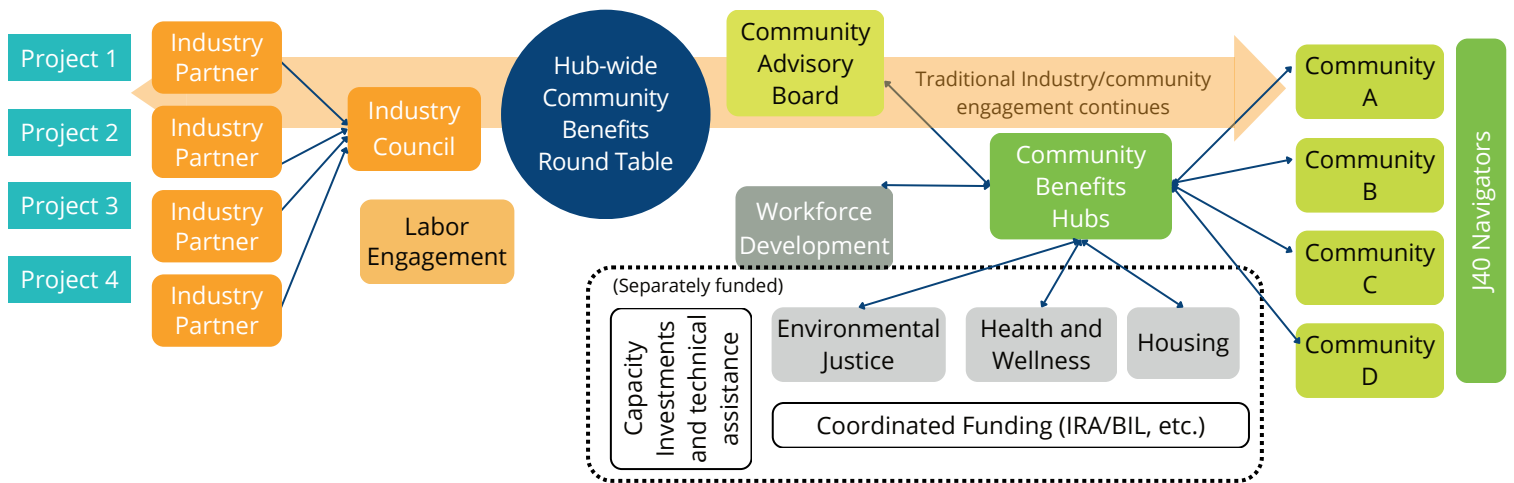 Project 1
Project 2
Project 3
Project 4
Industry
Partner
Industry
Partner
Industry
Partner
Industry
Partner
Industry
Council
Labor
Engagement
Hub-wide
Community
Benefits
Round Table
Community
Advisory
Board
Traditional Industry/community
engagement continues
Workforce
Development
Community
Benefits
Hubs
(Separately funded)
Capacity
Investments
and technical
assistance
Environmental
Justice
Health and
Wellness
Housing
Coordinated Funding (IRA/BIL, etc.)
Community
A
Community
B
Community
C
Community
D
J40 Navigators